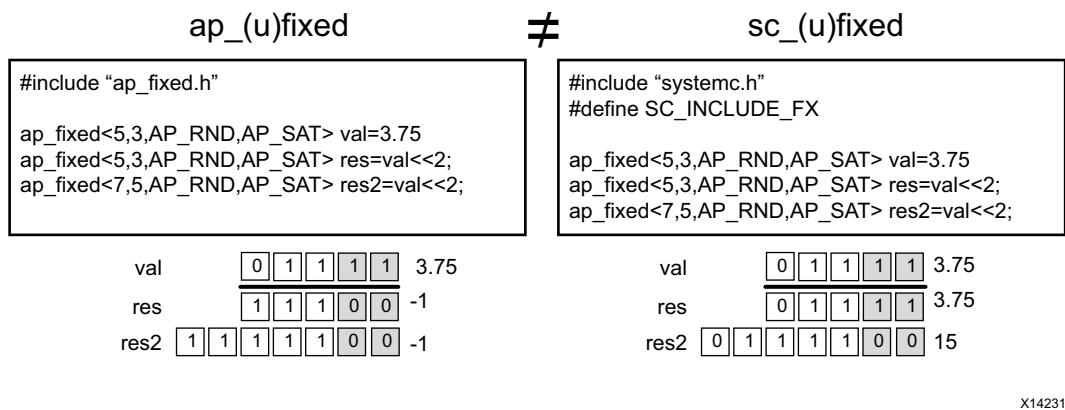 ap_(u)fixed ≠ sc_(u)fixed
#include “ap_fixed.h”
ap_fixed<5,3,AP_RND,AP_SAT> val=3.75
ap_fixed<5,3,AP_RND,AP_SAT> res=val<<2;
ap_fixed<7,5,AP_RND,AP_SAT> res2=val<<2;
#include “systemc.h”
#define SC_INCLUDE_FX
ap_fixed<5,3,AP_RND,AP_SAT> val=3.75
ap_fixed<5,3,AP_RND,AP_SAT> res=val<<2;
ap_fixed<7,5,AP_RND,AP_SAT> res2=val<<2;
val 0 1 1 1 1 3.75
res 1 1 1 0 0 -1
res2 1 1 1 1 1 0 0 -1
val 0 1 1 1 1 3.75
res 0 1 1 1 1 3.75
res2 0 1 1 1 1 0 0 15
X14231